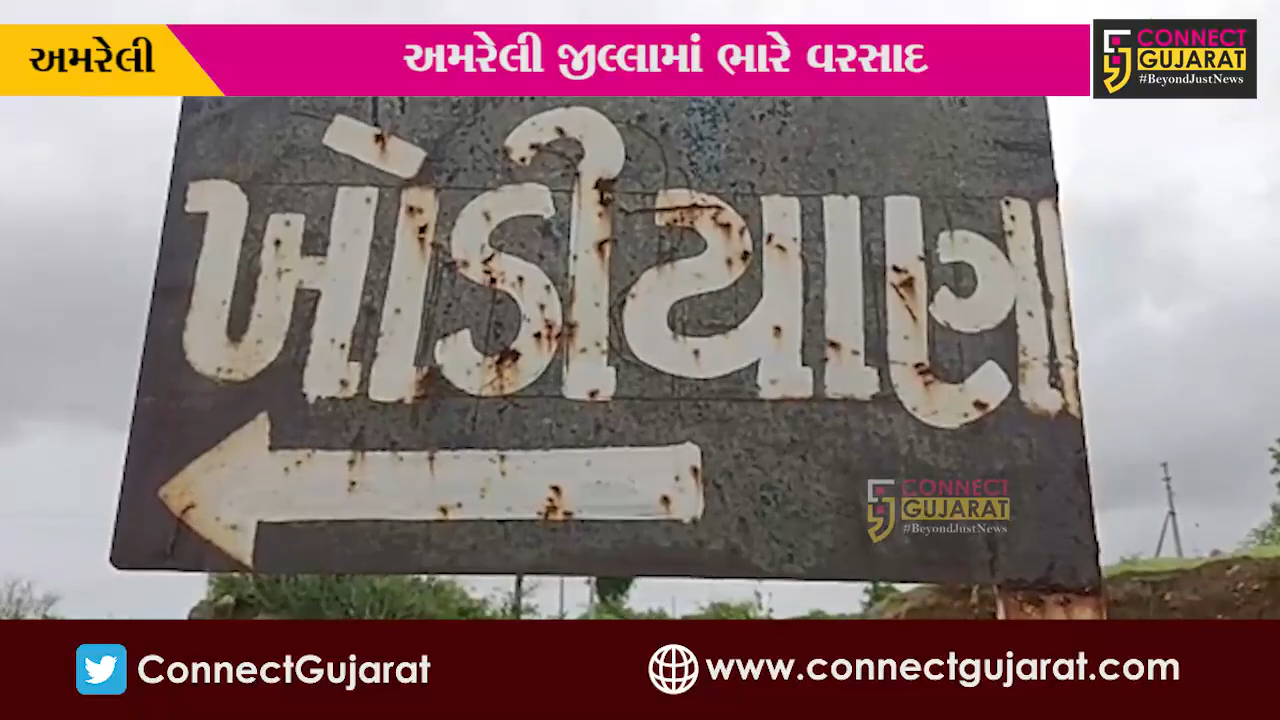 અમરેલી
અમરેલી જીલ્લામાં ભારે વરસાદ
CONNECT
GUJARAT
#BeyondJustNews
ખોડીયાણા
CONNECT
GUJARAT
#BeyondJustNews
ConnectGujarat
www.connectgujarat.com